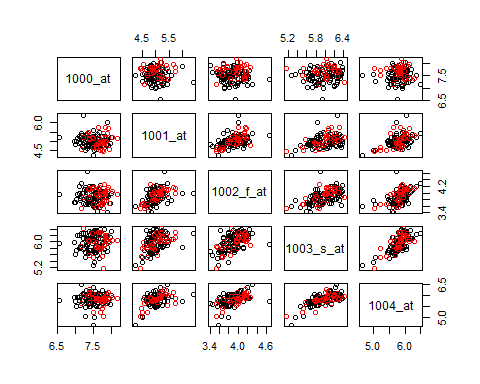 4.5 5.5 5.2 5.8 6.4
1000_at
6.5 7.5
4.5 6.0
1001_at
1002_f_at
3.4 4.2
5.2 6.0
1003_s_at
1004_at
5.0 6.5
6.5 7.5 3.4 4.0 4.6 5.0 6.0